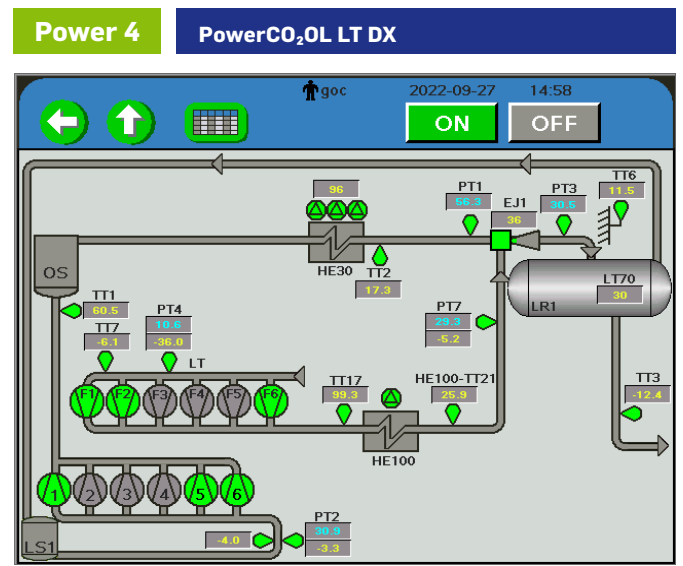 Power 4
PowerCO₂OL LT DX
goc 2022-09-27 14:58
ON OFF
TT6
11.5
96
PT1
56.3
EJ1
36
PT3
30.5
OS
HE30
TT2
17.3
LT70
30
LR1
TT1
60.5
TT7
-6.1
PT4
10.6
-36.0
PT7
29.3
-5.2
LT
F1 F2 F3 F4 F5 F6
TT17
99.3
HE100-TT21
25.9
TT3
-12.4
HE100
1 2 3 4 5 6
LS1
-4.0
PT2
30.9
-3.3